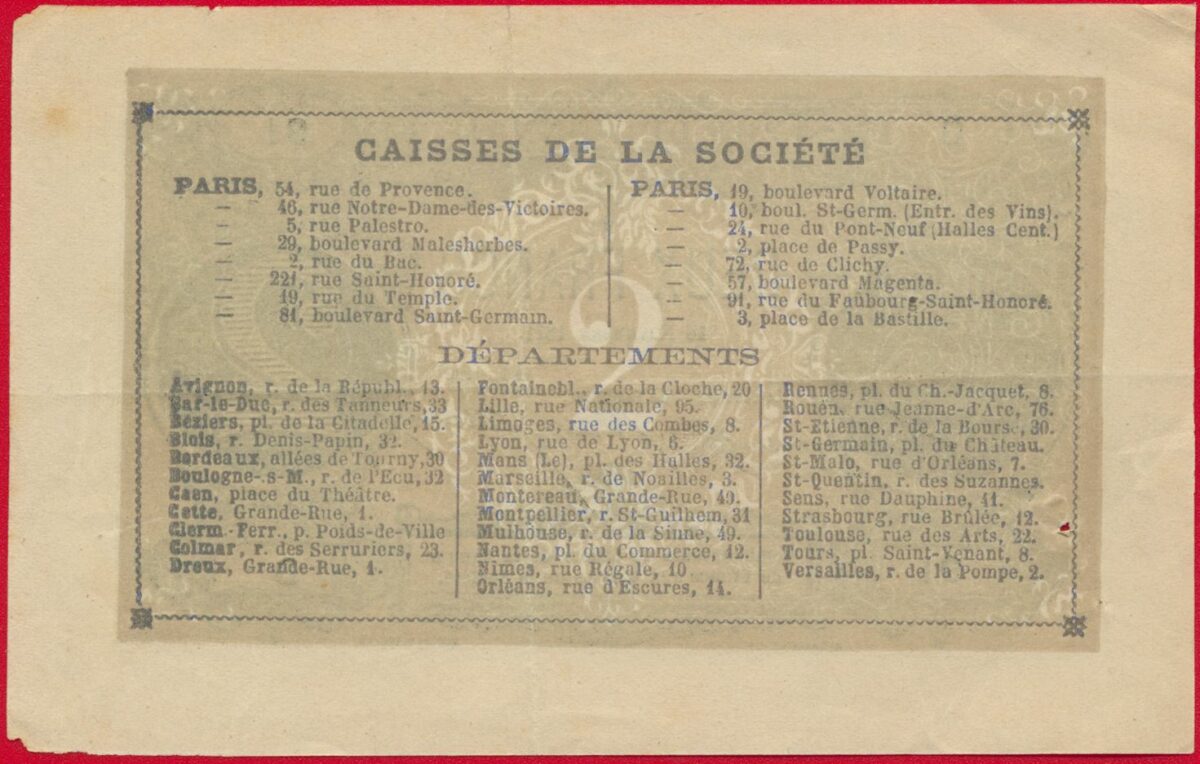 CAISSES DE LA SOCIÉTÉ
PARIS, 54, rue de Provence.
— 46, rue Notre-Dame-des-Victoires.
— 5, rue Palestro.
— 29, boulevard Malesherbes.
— 2, rue du Bac.
— 221, rue Saint-Honoré.
— 19, rue du Temple.
— 81, boulevard Saint-Germain.
PARIS, 19, boulevard Voltaire.
— 10, boul. St-Germ. (Entr. des Vins).
— 24, rue du Pont-Neuf (Halles Cent.)
— 2, place de Passy.
— 72, rue de Clichy.
— 57, boulevard Magenta.
— 91, rue du Faubourg-Saint-Honoré.
— 3, place de la Bastille.
2
DÉPARTEMENTS
Avignon, r. de la Républ., 13.
Bar-le-Duc, r. des Tanneurs, 33
Béziers, pl. de la Citadelle, 15.
Blois, r. Denis-Papin, 32.
Bordeaux, allées de Tourny, 30
Boulogne-s-M., r. de l'Ecu, 32
Caen, place du Théâtre.
Cette, Grande-Rue, 1.
Clerm-Ferr., p. Poids-de-Ville
Colmar, r. des Serruriers, 23.
Dreux, Grande-Rue, 1.
Fontainebl., r. de la Cloche, 20
Lille, rue Nationale, 95.
Limoges, rue des Combes, 8.
Lyon, rue de Lyon, 6.
Mans (Le), pl. des Halles, 32.
Marseille, r. de Noailles, 3.
Montereau, Grande-Rue, 49.
Montpellier, r. St-Guilhem, 31
Mulhouse, r. de la Sinne, 49.
Nantes, pl. du Commerce, 12.
Nimes, rue Régale, 10
Orléans, rue d'Escures, 14.
Rennes, pl. du Ch.-Jacquet, 8.
Rouen, rue Jeanne-d'Arc, 76.
St-Etienne, r. de la Bourse, 30.
St-Germain, pl. du Château.
St-Malo, rue d'Orléans, 7.
St-Quentin, r. des Suzannes.
Sens, rue Dauphine, 41.
Strasbourg, rue Brûlée, 12.
Toulouse, rue des Arts, 22.
Tours, pl. Saint-Venant, 8.
Versailles, r. de la Pompe, 2.